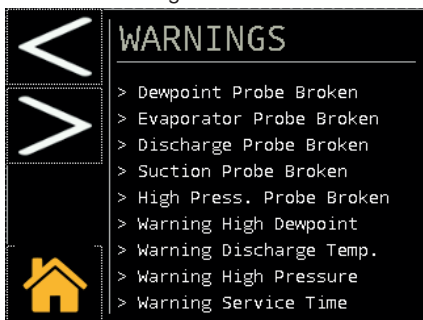 WARNINGS
> Dewpoint Probe Broken
> Evaporator Probe Broken
> Discharge Probe Broken
> Suction Probe Broken
> High Press. Probe Broken
> Warning High Dewpoint
> Warning Discharge Temp.
> Warning High Pressure
> Warning Service Time